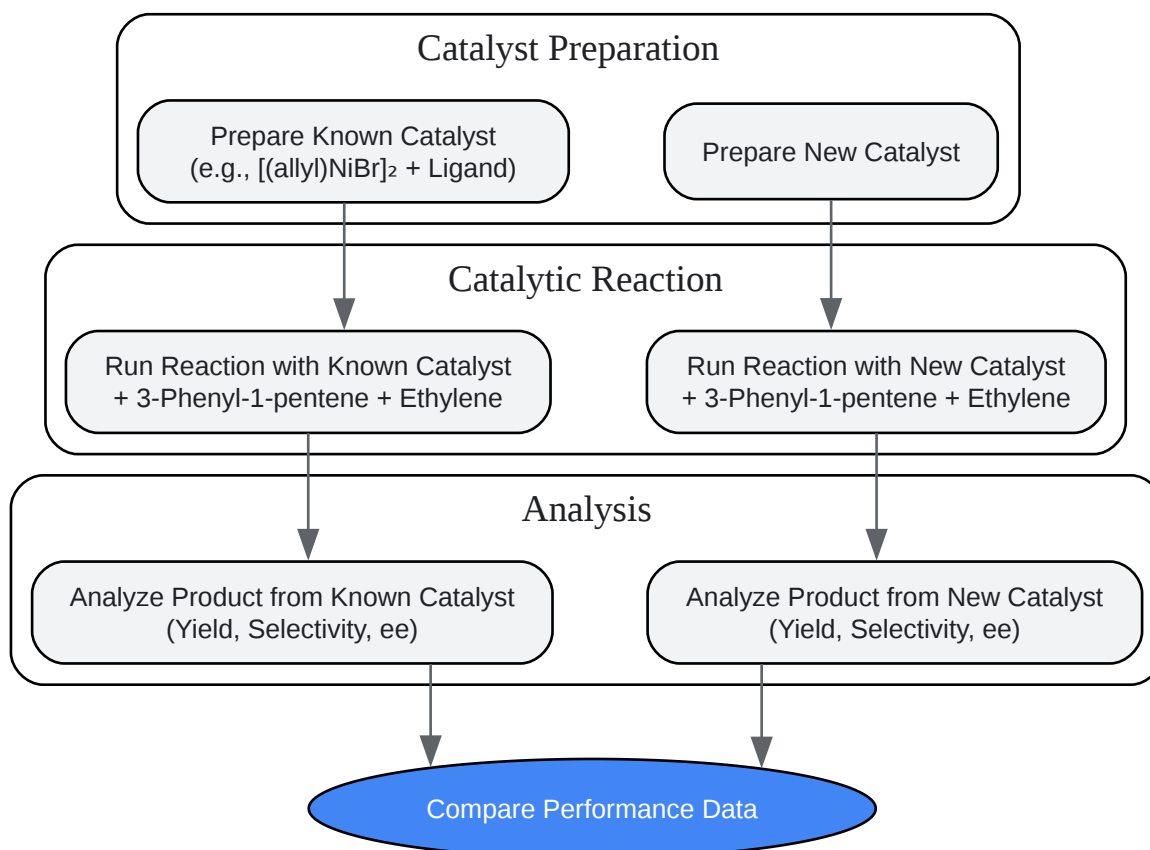 Catalyst Preparation
Prepare Known Catalyst
(e.g., [(allyl)NiBr]₂ + Ligand)
Prepare New Catalyst
Catalytic Reaction
Run Reaction with Known Catalyst
+ 3-Phenyl-1-pentene + Ethylene
Run Reaction with New Catalyst
+ 3-Phenyl-1-pentene + Ethylene
Analysis
Analyze Product from Known Catalyst
(Yield, Selectivity, ee)
Analyze Product from New Catalyst
(Yield, Selectivity, ee)
Compare Performance Data